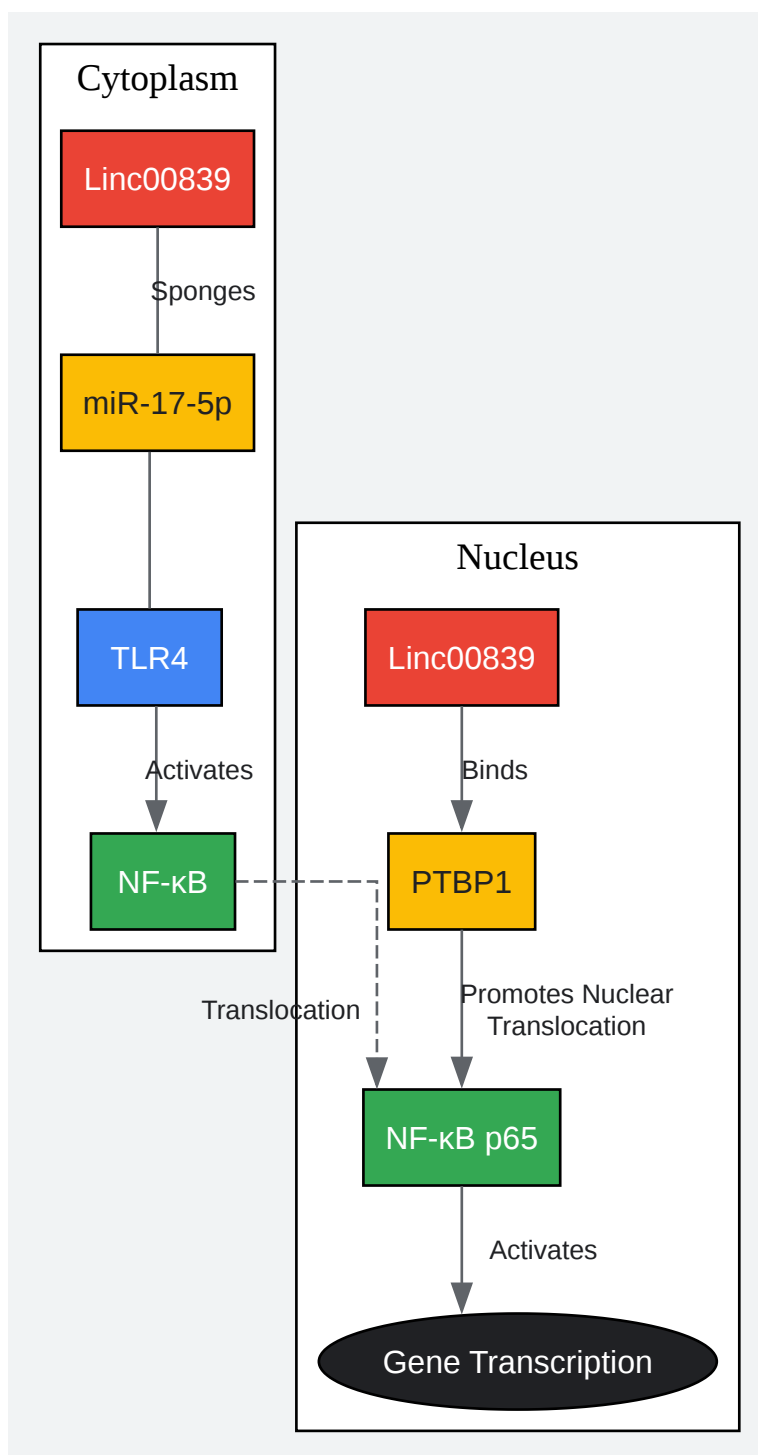 Cytoplasm
Linc00839
Sponges
miR-17-5p
TLR4
Activates
NF-κB
Translocation
Nucleus
Linc00839
Binds
PTBP1
Promotes Nuclear
Translocation
NF-κB p65
Activates
Gene Transcription